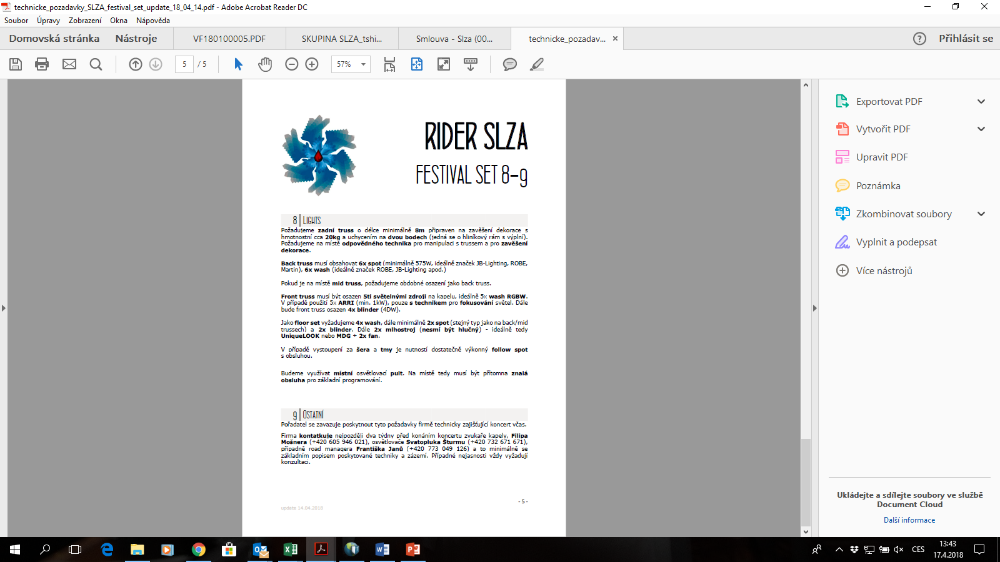 technicke_pozadavky_SLZA_festival_set_update_18_04_14.pdf - Adobe Acrobat Reader DC
Soubor Úpravy Zobrazení Okna Nápověda
Domovská stránka Nástroje VF180100005.PDF SKUPINA SLZA_tshi... Smlouva - Slza (00... technicke_pozadav... Přihlásit se
5 / 5 57%
RIDER SLZA
FESTIVAL SET 8-9
8 | LIGHTS
Požadujeme zadní truss o délce minimálně 8m připraven na zavěšení dekorace s
hmotnostní cca 20kg a uchycením na dvou bodech (jedná se o hliníkový rám s výplní).
Požadujeme na místě odpovědného technika pro manipulaci s trussem a pro zavěšení
dekorace.
Back truss musí obsahovat 6x spot (minimálně 575W, ideálně značek JB-Lighting, ROBE,
Martin), 6x wash (ideálně značek ROBE, JB-Lighting apod.)
Pokud je na místě mid truss, požadujeme obdobné osazení jako back truss.
Front truss musí být osazen 5ti světelnými zdroji na kapelu, ideálně 5x wash RGBW.
V případě použití 5x ARRI (min. 1kW), pouze s technikem pro fokusování světel. Dále
bude front truss osazen 4x blinder (4DW).
Jako floor set vyžadujeme 4x wash, dále minimálně 2x spot (stejný typ jako na back/mid
trussech) a 2x blinder. Dále 2x mlhostroj (nesmí být hlučný) - ideálně tedy
UniqueLOOK nebo MDG + 2x fan.
V případě vystoupení za šera a tmy je nutností dostatečně výkonný follow spot
s obsluhou.
Budeme využívat místní osvětlovací pult. Na místě tedy musí být přítomna znalá
obsluha pro základní programování.
9 | OSTATNÍ
Pořadatel se zavazuje poskytnout tyto požadavky firmě technicky zajišťující koncert včas.
Firma kontatkuje nejpozději dva týdny před konáním koncertu zvukaře kapely, Filipa
Mošnera (+420 605 946 021), osvětlovače Svatopluka Šturmu (+420 732 671 671),
případně road managera Františka Janů (+420 773 049 126) a to minimálně se
základním popisem poskytované techniky a zázemí. Případné nejasnosti vždy vyžadují
konzultaci.
- 5 -
update 14.04.2018
Exportovat PDF
Vytvořit PDF
Upravit PDF
Poznámka
Zkombinovat soubory
Vyplnit a podepsat
Více nástrojů
Ukládejte a sdílejte soubory ve službě
Document Cloud
Další informace
CES
13:43
17.4.2018